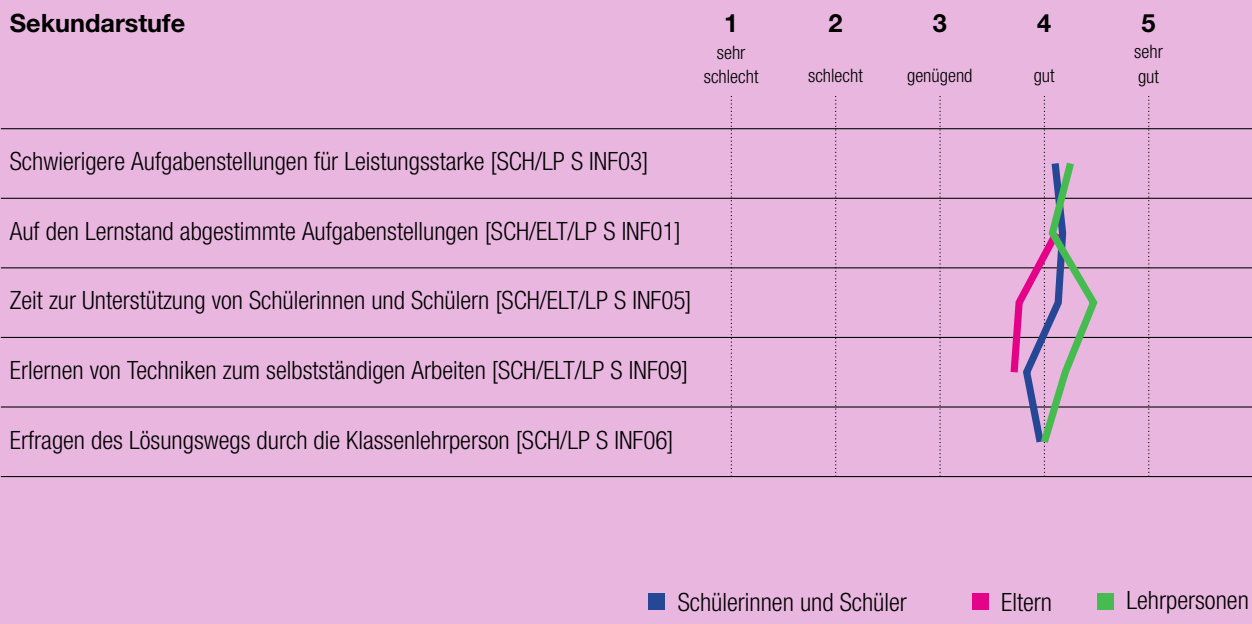 Sekundarstufe 1 2 3 4 5
sehr sehr
schlecht schlecht genügend gut gut
Schwierigere Aufgabenstellungen für Leistungsstarke [SCH/LP S INF03]
Auf den Lernstand abgestimmte Aufgabenstellungen [SCH/ELT/LP S INF01]
Zeit zur Unterstützung von Schülerinnen und Schülern [SCH/ELT/LP S INF05]
Erlernen von Techniken zum selbstständigen Arbeiten [SCH/ELT/LP S INF09]
Erfragen des Lösungswegs durch die Klassenlehrperson [SCH/LP S INF06]
Schülerinnen und Schüler Eltern Lehrpersonen